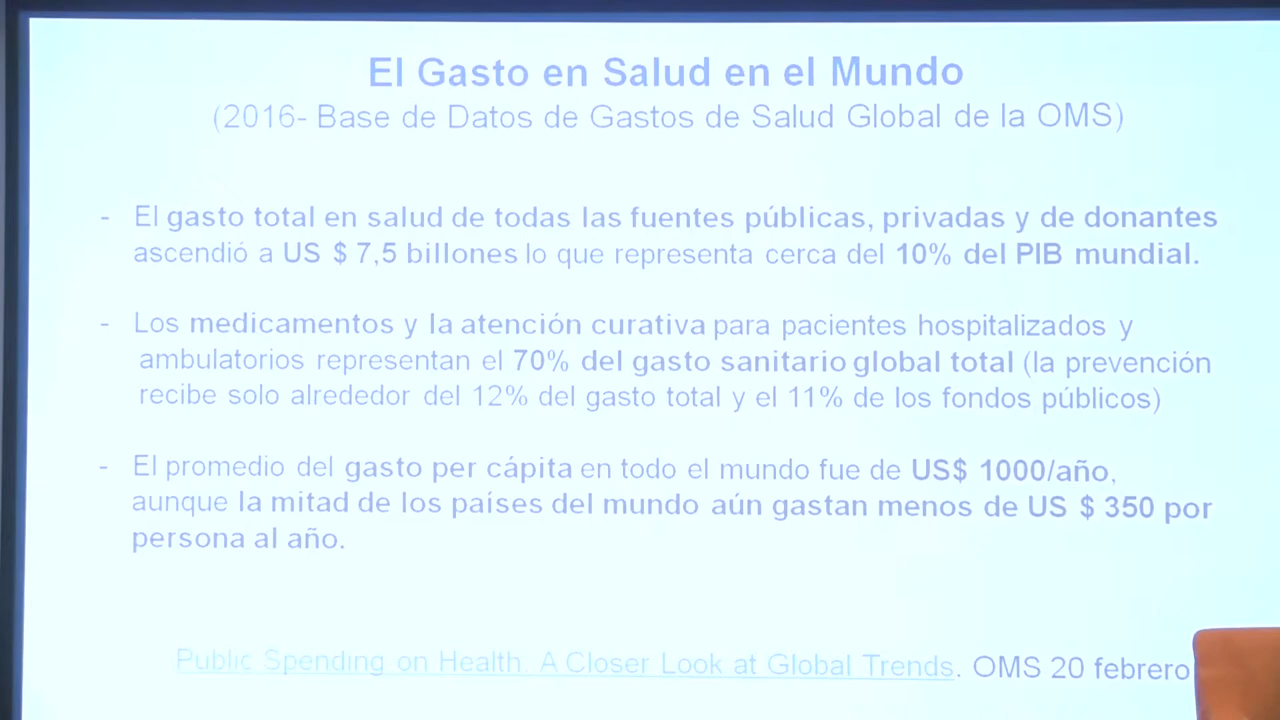 El Gasto en Salud en el Mundo
(2016- Base de Datos de Gastos de Salud Global de la OMS)
- El gasto total en salud de todas las fuentes públicas, privadas y de donantes
ascendió a US $ 7,5 billones lo que representa cerca del 10% del PIB mundial.
- Los medicamentos y la atención curativa para pacientes hospitalizados y
ambulatorios representan el 70% del gasto sanitario global total (la prevención
recibe solo alrededor del 12% del gasto total y el 11% de los fondos públicos)
- El promedio del gasto per cápita en todo el mundo fue de US$ 1000/año,
aunque la mitad de los países del mundo aún gastan menos de US $ 350 por
persona al año.
Public Spending on Health. A Closer Look at Global Trends. OMS 20 febrero